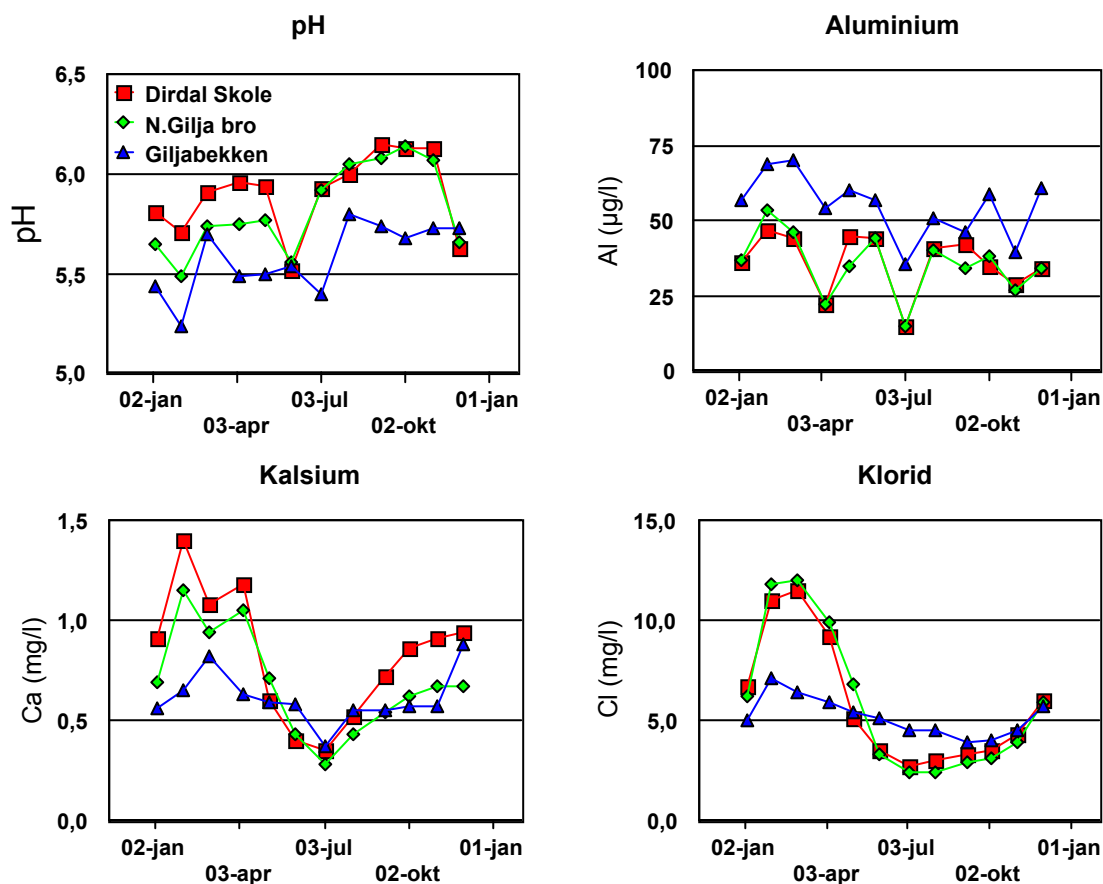 pH
pH
6,5
6,0
5,5
5,0
Dirdal Skole
N.Gilja bro
Giljabekken
02-jan
03-apr
03-jul
02-okt
01-jan
Aluminium
Al (µg/l)
100
75
50
25
0
02-jan
03-apr
03-jul
02-okt
01-jan
Kalsium
Ca (mg/l)
1,5
1,0
0,5
0,0
02-jan
03-apr
03-jul
02-okt
01-jan
Klorid
Cl (mg/l)
15,0
10,0
5,0
0,0
02-jan
03-apr
03-jul
02-okt
01-jan